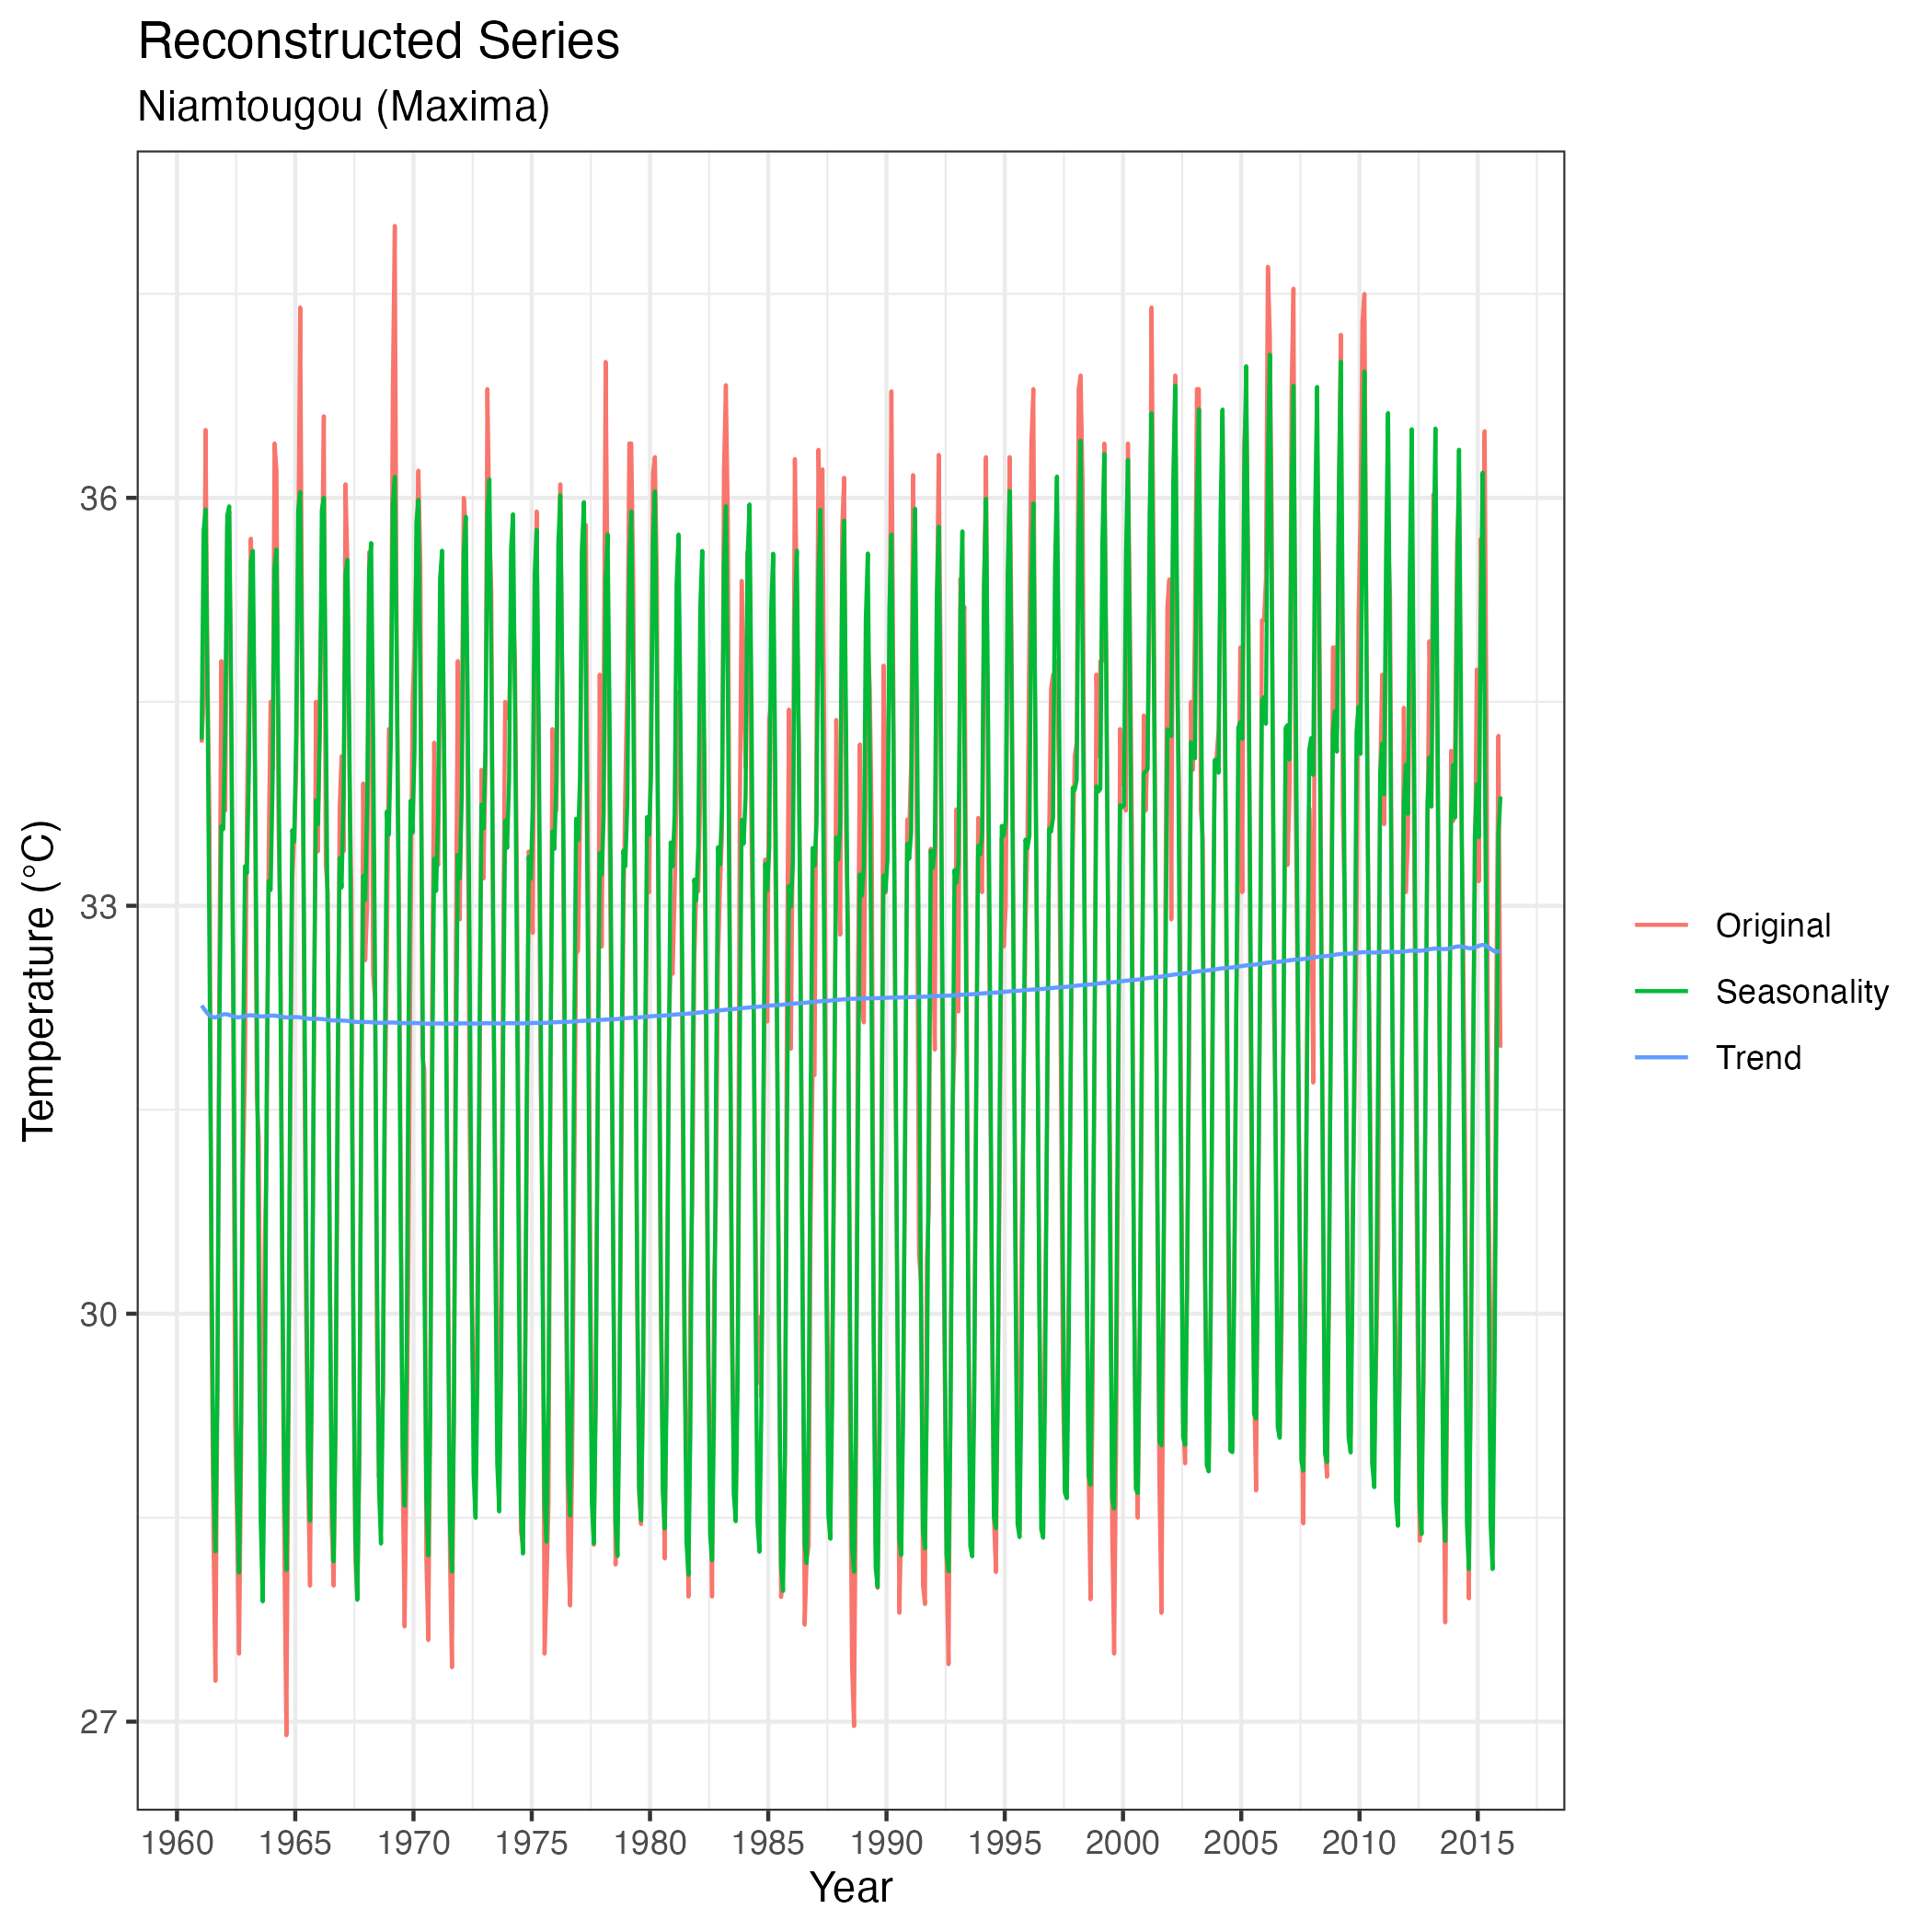 Reconstructed Series
Niamtougou (Maxima)
Temperature (°C)
36
33
30
27
1960 1965 1970 1975 1980 1985 1990 1995 2000 2005 2010 2015
Year
Original
Seasonality
Trend